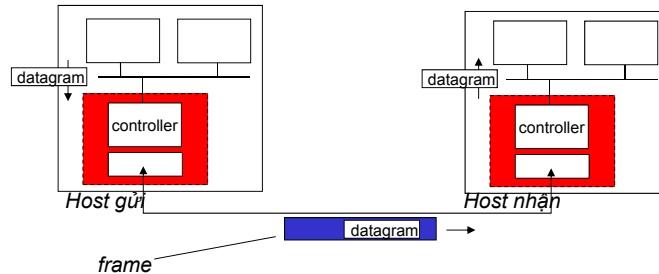 datagram
controller
Host gửi
datagram
controller
Host nhận
datagram
frame